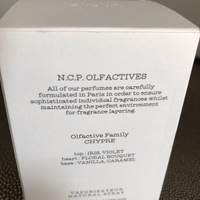 N.C.P. OLFACTIVES
All of our perfumes are carefully
formulated in Paris in order to ensure
sophisticated individual fragrances whilst
maintaining the perfect environment
for fragrance layering.
Olfactive Family
CHYPRE
top : IRIS, VIOLET
heart : FLORAL BOUQUET
base : VANILLA, CARAMEL
VAPORISATEUR
NATURAL SPRAY